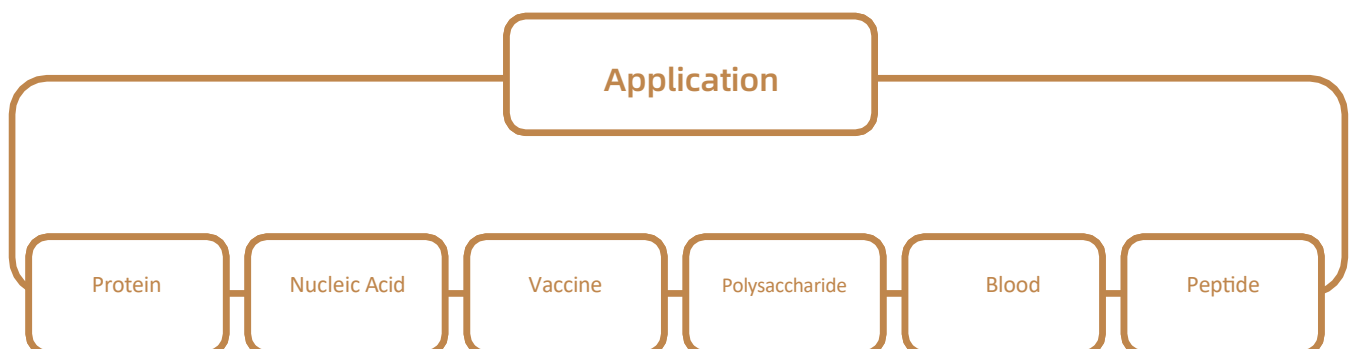 Application
Protein
Nucleic Acid
Vaccine
Polysaccharide
Blood
Peptide